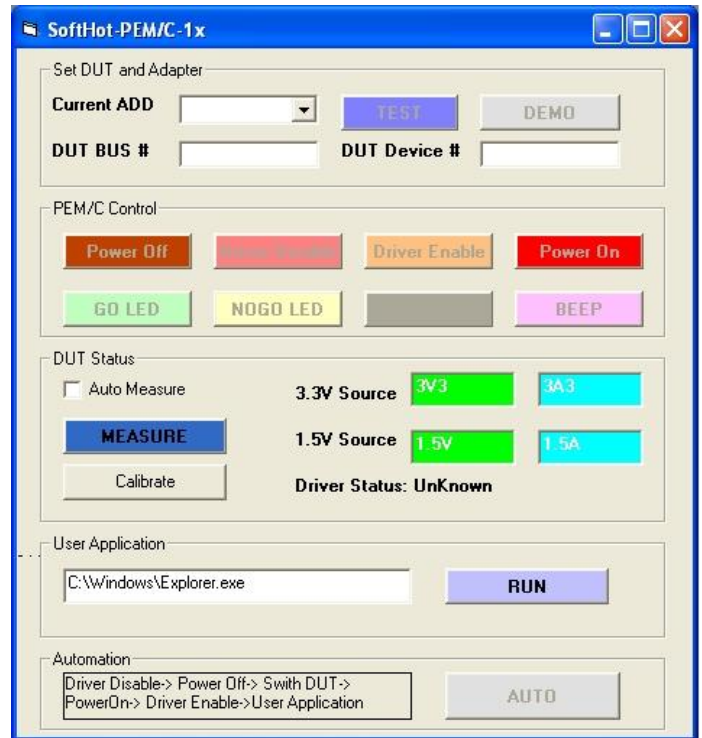 SoftHot-PEM/C-1x
Set DUT and Adapter
Current ADD TEST DEMO
DUT BUS # DUT Device #
PEM/C Control
Power Off Driver Disable Driver Enable Power On
GO LED NOGO LED BEEP
DUT Status
Auto Measure 3.3V Source 3V3 3A3
MEASURE 1.5V Source 1.5V 1.5A
Calibrate Driver Status: UnKnown
User Application
C:\Windows\Explorer.exe RUN
Automation
Driver Disable-> Power Off-> Swith DUT->
PowerOn-> Driver Enable->User Application
AUTO